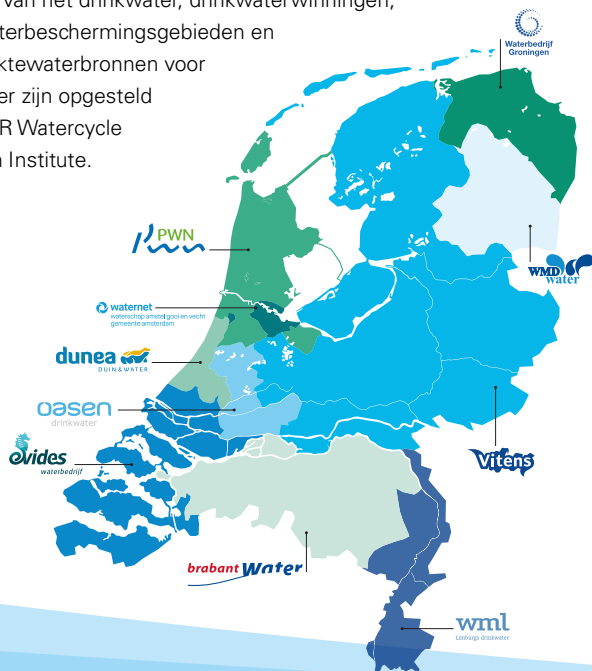 van het drinkwater, drinkwaterwinningen,
terbeschermingsgebieden en
ktewaterbronnen voor
er zijn opgesteld
R Watercycle
Institute.
Waterbedrijf
Groningen
PWN
WMD
water
waternet
waterschap amstel gooi en vecht
gemeente amsterdam
dunea
DUIN & WATER
oasen
drinkwater
evides
waterbedrijf
Vitens
brabant Water
wml
Limburgs drinkwater